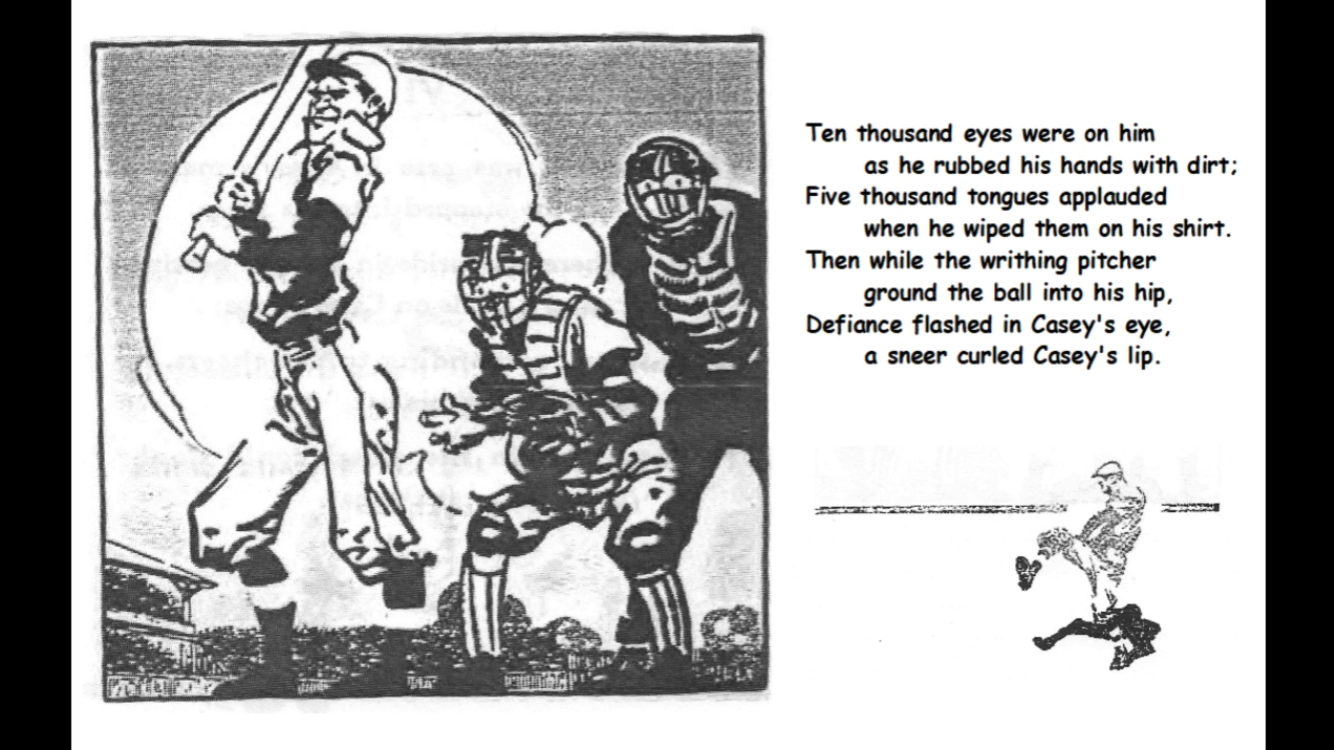 Ten thousand eyes were on him
as he rubbed his hands with dirt;
Five thousand tongues applauded
when he wiped them on his shirt.
Then while the writhing pitcher
ground the ball into his hip,
Defiance flashed in Casey's eye,
a sneer curled Casey's lip.